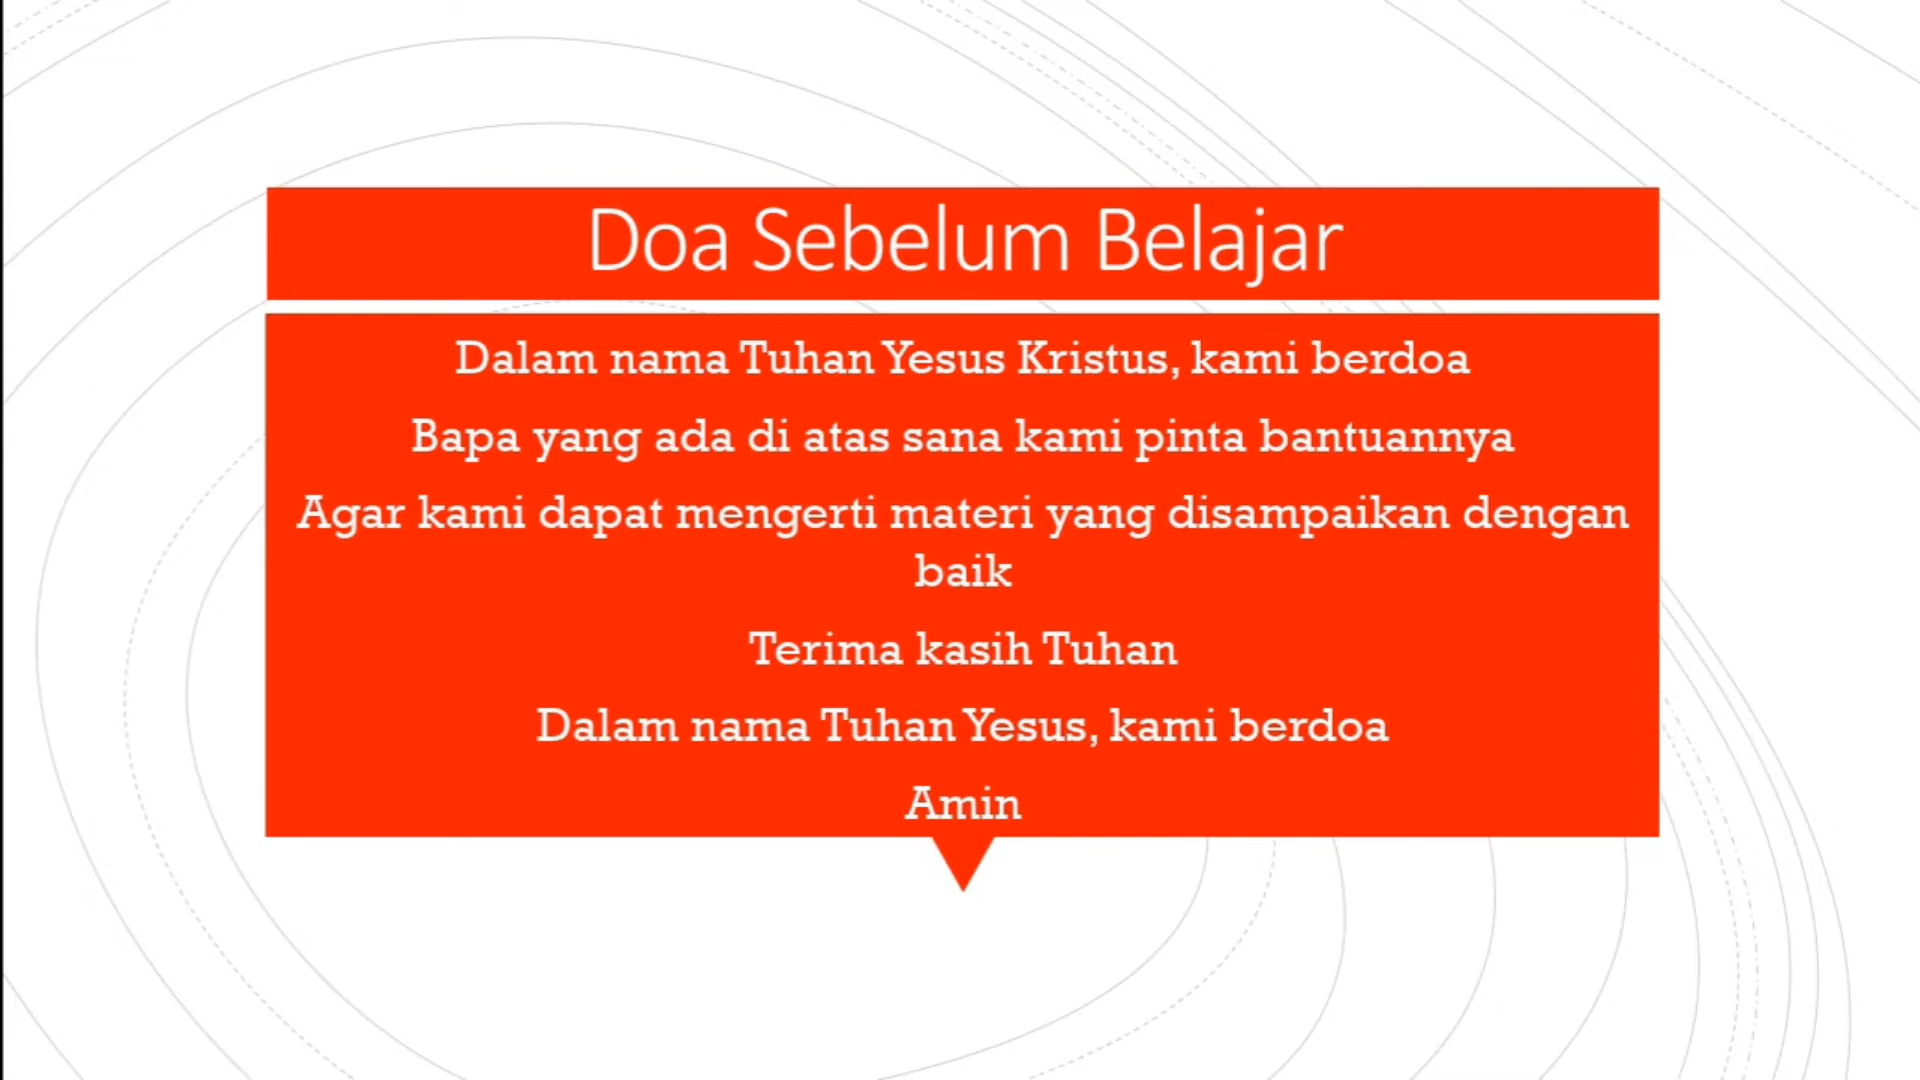 Doa Sebelum Belajar
Dalam nama Tuhan Yesus Kristus, kami berdoa
Bapa yang ada di atas sana kami pinta bantuannya
Agar kami dapat mengerti materi yang disampaikan dengan
baik
Terima kasih Tuhan
Dalam nama Tuhan Yesus, kami berdoa
Amin